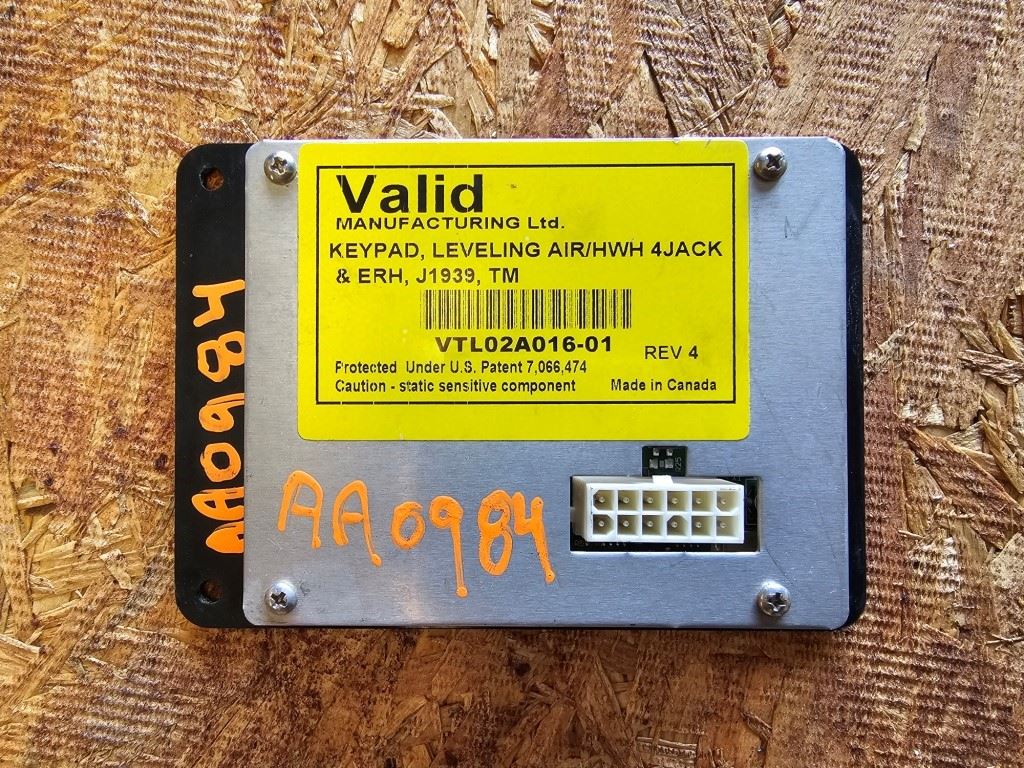 Valid
MANUFACTURING Ltd.
KEYPAD, LEVELING AIR/HWH 4JACK
& ERH, J1939, TM
VTL02A016-01
REV 4
Protected Under U.S. Patent 7,066,474
Caution - static sensitive component Made in Canada
AA0984
AA0984